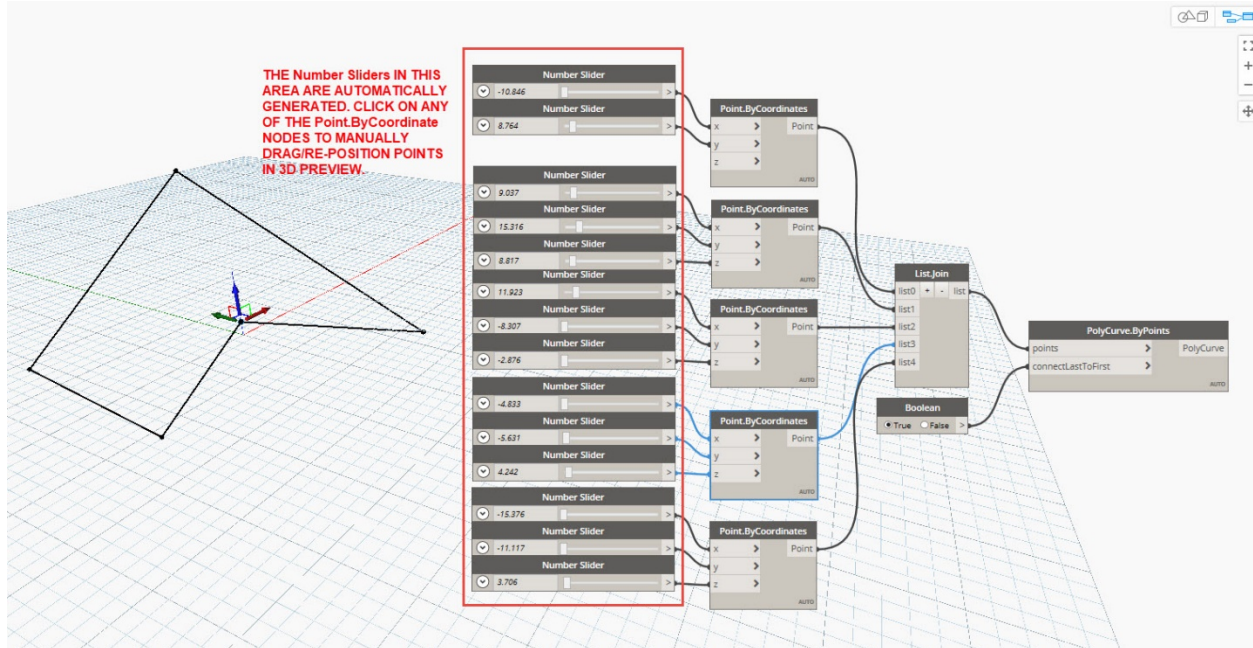 THE Number Sliders IN THIS
AREA ARE AUTOMATICALLY
GENERATED. CLICK ON ANY
OF THE Point.ByCoordinate
NODES TO MANUALLY
DRAG/RE-POSITION POINTS
IN 3D PREVIEW.
Number Slider
-10.846 >
Number Slider
8.764 >
Number Slider
9.037 >
Number Slider
15.316 >
Number Slider
8.817 >
Number Slider
11.923 >
Number Slider
-8.307 >
Number Slider
-2.876 >
Number Slider
-4.833 >
Number Slider
-5.631 >
Number Slider
4.242 >
Number Slider
-15.376 >
Number Slider
-11.117 >
Number Slider
3.706 >
Point.ByCoordinates
x > Point
y >
z >
AUTO
Point.ByCoordinates
x > Point
y >
z >
AUTO
Point.ByCoordinates
x > Point
y >
z >
AUTO
Point.ByCoordinates
x > Point
y >
z >
AUTO
Point.ByCoordinates
x > Point
y >
z >
AUTO
List.Join
list0 + - list
list1
list2
list3
list4
AUTO
Boolean
True False >
PolyCurve.ByPoints
points > PolyCurve
connectLastToFirst >
AUTO